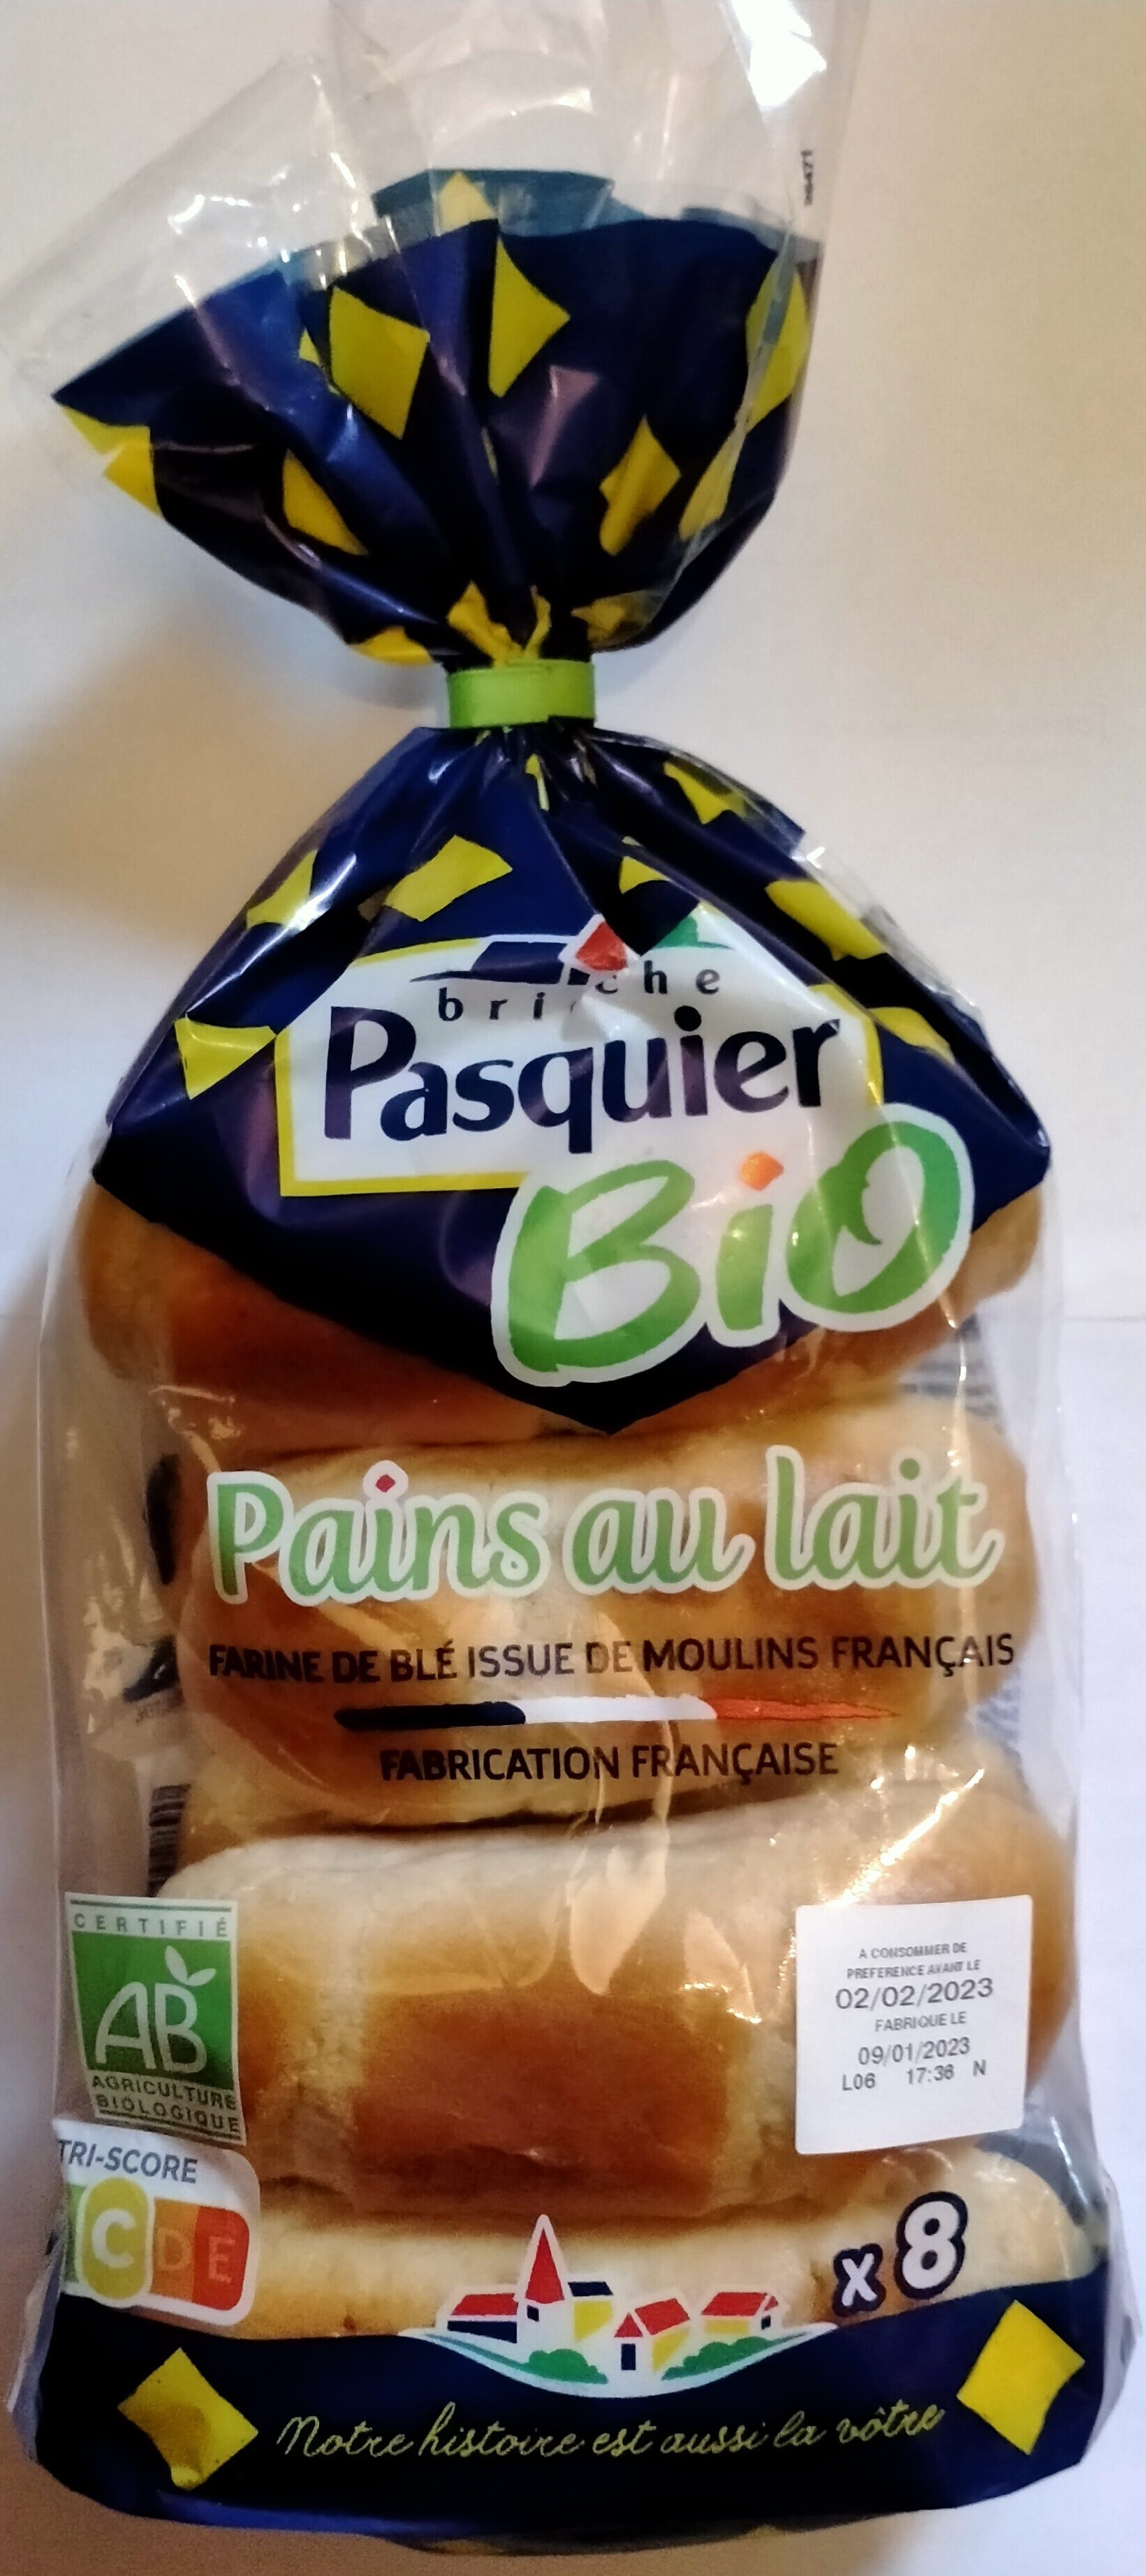 brioche
Pasquier
BiO
Pains au lait
FARINE DE BLÉ ISSUE DE MOULINS FRANÇAIS
FABRICATION FRANÇAISE
CERTIFIÉ
AB
AGRICULTURE
BIOLOGIQUE
A CONSOMMER DE
PREFERENCE AVANT LE
02/02/2023
FABRIQUE LE
09/01/2023
L06 17:36 N
TRI-SCORE
C D E
x 8
Notre histoire est aussi la vôtre